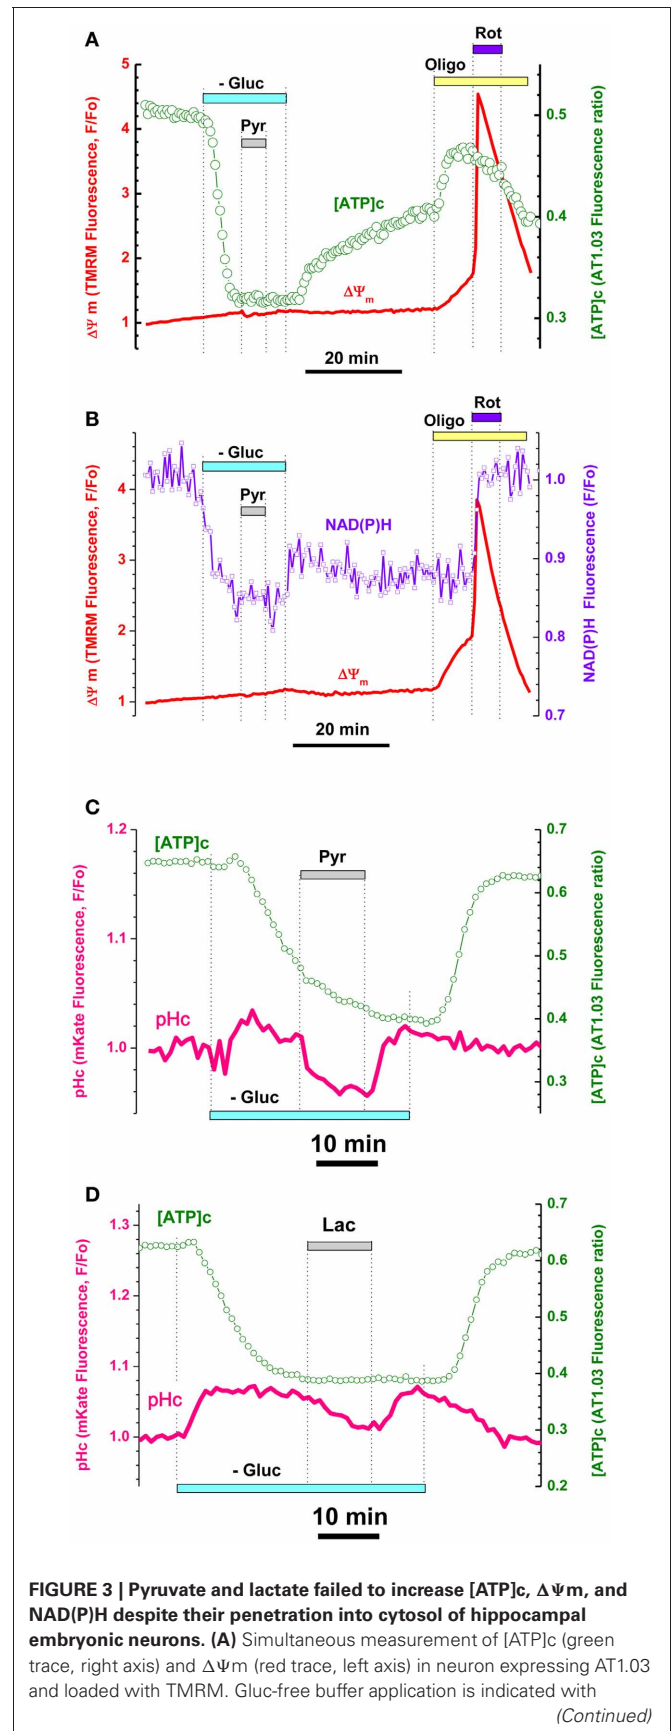 A
Rot
Oligo
- Gluc
Pyr
[ATP]c
ΔΨm
5
4
3
2
1
0.5
0.4
0.3
ΔΨ m (TMRM Fluorescence, F/Fo)
[ATP]c (AT1.03 Fluorescence ratio)
20 min
B
Rot
Oligo
- Gluc
Pyr
NAD(P)H
ΔΨm
4
3
2
1
1.0
0.9
0.8
0.7
ΔΨ m (TMRM Fluorescence, F/Fo)
NAD(P)H Fluorescence (F/Fo)
20 min
C
[ATP]c
Pyr
pHc
- Gluc
1.2
1.1
1.0
0.7
0.6
0.5
0.4
0.3
pHc (mKate Fluorescence, F/Fo)
[ATP]c (AT1.03 Fluorescence ratio)
10 min
D
[ATP]c
Lac
pHc
- Gluc
1.3
1.2
1.1
1.0
0.7
0.6
0.5
0.4
0.3
0.2
pHc (mKate Fluorescence, F/Fo)
[ATP]c (AT1.03 Fluorescence ratio)
10 min
FIGURE 3 | Pyruvate and lactate failed to increase [ATP]c, ΔΨm, and
NAD(P)H despite their penetration into cytosol of hippocampal
embryonic neurons. (A) Simultaneous measurement of [ATP]c (green
trace, right axis) and ΔΨm (red trace, left axis) in neuron expressing AT1.03
and loaded with TMRM. Gluc-free buffer application is indicated with
(Continued)